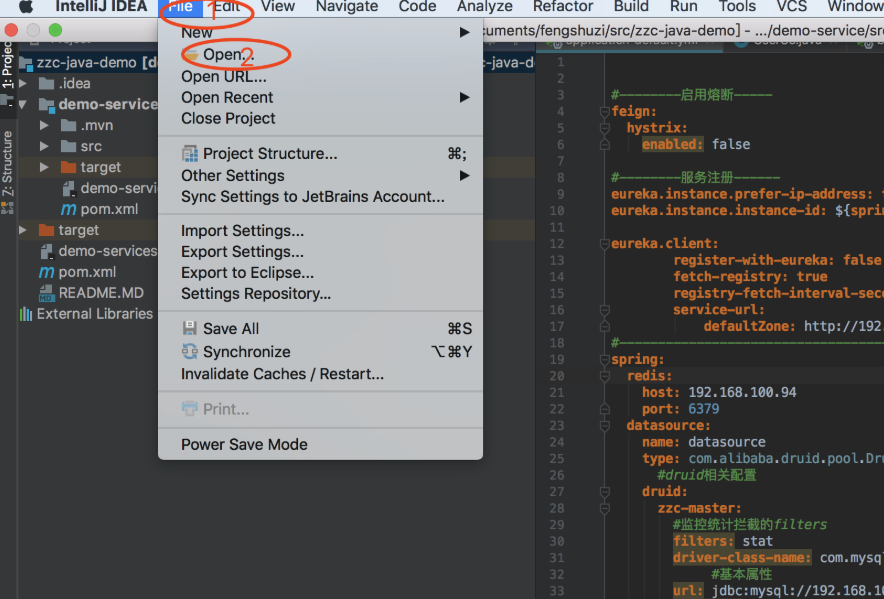 IntelliJ IDEA File Edit View Navigate Code Analyze Refactor Build Run Tools VCS Window
1
cuments/fengshuzi/src/zzc-java-demo] - .../demo-service/src
zzc-java-demo [d
-java-d
1: Project
7: Structure
.idea
demo-service
.mvn
src
target
demo-servi
pom.xml
target
demo-services
pom.xml
README.MD
External Libraries
New
Open...
2
Open URL...
Open Recent
Close Project
Project Structure... ⌘;
Other Settings
Sync Settings to JetBrains Account...
Import Settings...
Export Settings...
Export to Eclipse...
Settings Repository...
Save All ⌘S
Synchronize ⌥⌘Y
Invalidate Caches / Restart...
Print...
Power Save Mode
1
2
3 #--------启用熔断-----
4 feign:
5 hystrix:
6 enabled: false
7
8 #--------服务注册------
9 eureka.instance.prefer-ip-address:
10 eureka.instance.instance-id: ${sprin
11
12 eureka.client:
13 register-with-eureka: false
14 fetch-registry: true
15 registry-fetch-interval-seco
16 service-url:
17 defaultZone: http://192.
18 #--------------------------------
19 spring:
20 redis:
21 host: 192.168.100.94
22 port: 6379
23 datasource:
24 name: datasource
25 type: com.alibaba.druid.pool.Dru
26 #druid相关配置
27 druid:
28 zzc-master:
29 #监控统计拦截的filters
30 filters: stat
31 driver-class-name: com.mysql
32 #基本属性
33 url: jdbc:mysql://192.168.10